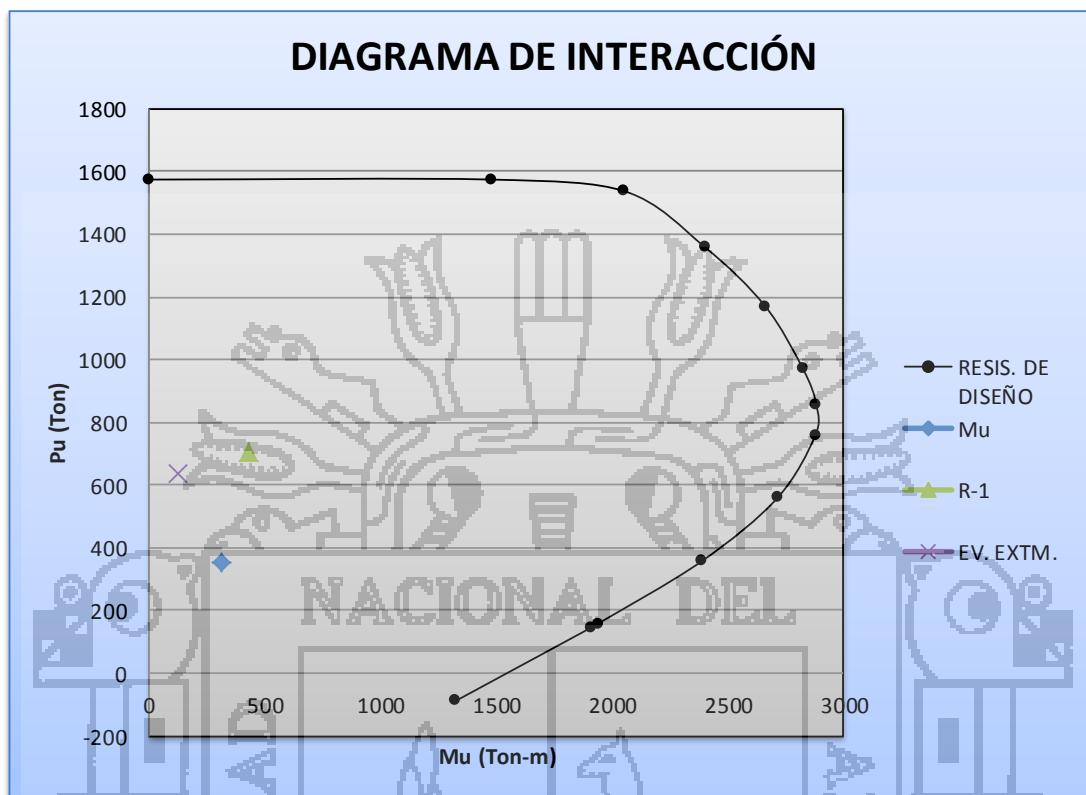 DIAGRAMA DE INTERACCIÓN
1800
1600
1400
1200
1000
800
600
400
200
0
-200
Pu (Ton)
0 500 1000 1500 2000 2500 3000
Mu (Ton-m)
RESIS. DE
DISEÑO
Mu
R-1
EV. EXTM.
NACIONAL DEL